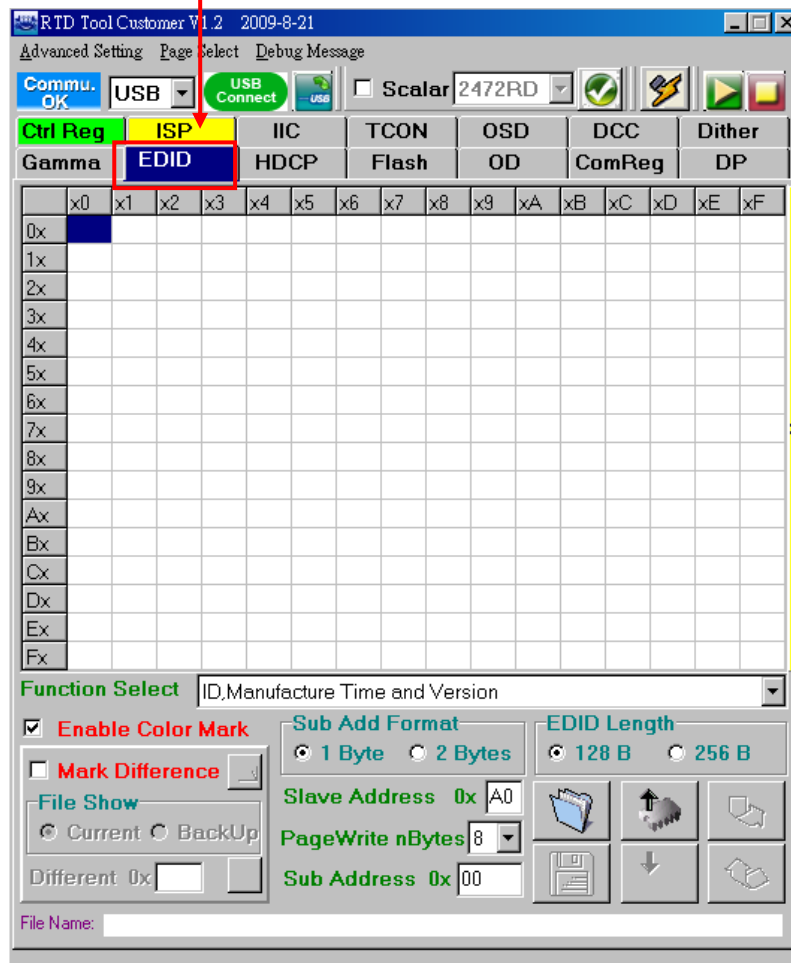 RTD Tool Customer V1.2 2009-8-21
Advanced Setting Page Select Debug Message
Commu. OK USB USB Connect USB Scalar 2472RD
Ctrl Reg ISP IIC TCON OSD DCC Dither
Gamma EDID HDCP Flash OD ComReg DP
x0 x1 x2 x3 x4 x5 x6 x7 x8 x9 xA xB xC xD xE xF
0x
1x
2x
3x
4x
5x
6x
7x
8x
9x
Ax
Bx
Cx
Dx
Ex
Fx
Function Select ID,Manufacture Time and Version
Enable Color Mark Sub Add Format EDID Length
1 Byte 2 Bytes 128 B 256 B
Mark Difference
File Show Slave Address 0x A0
Current BackUp PageWrite nBytes 8
Different 0x Sub Address 0x 00
File Name: